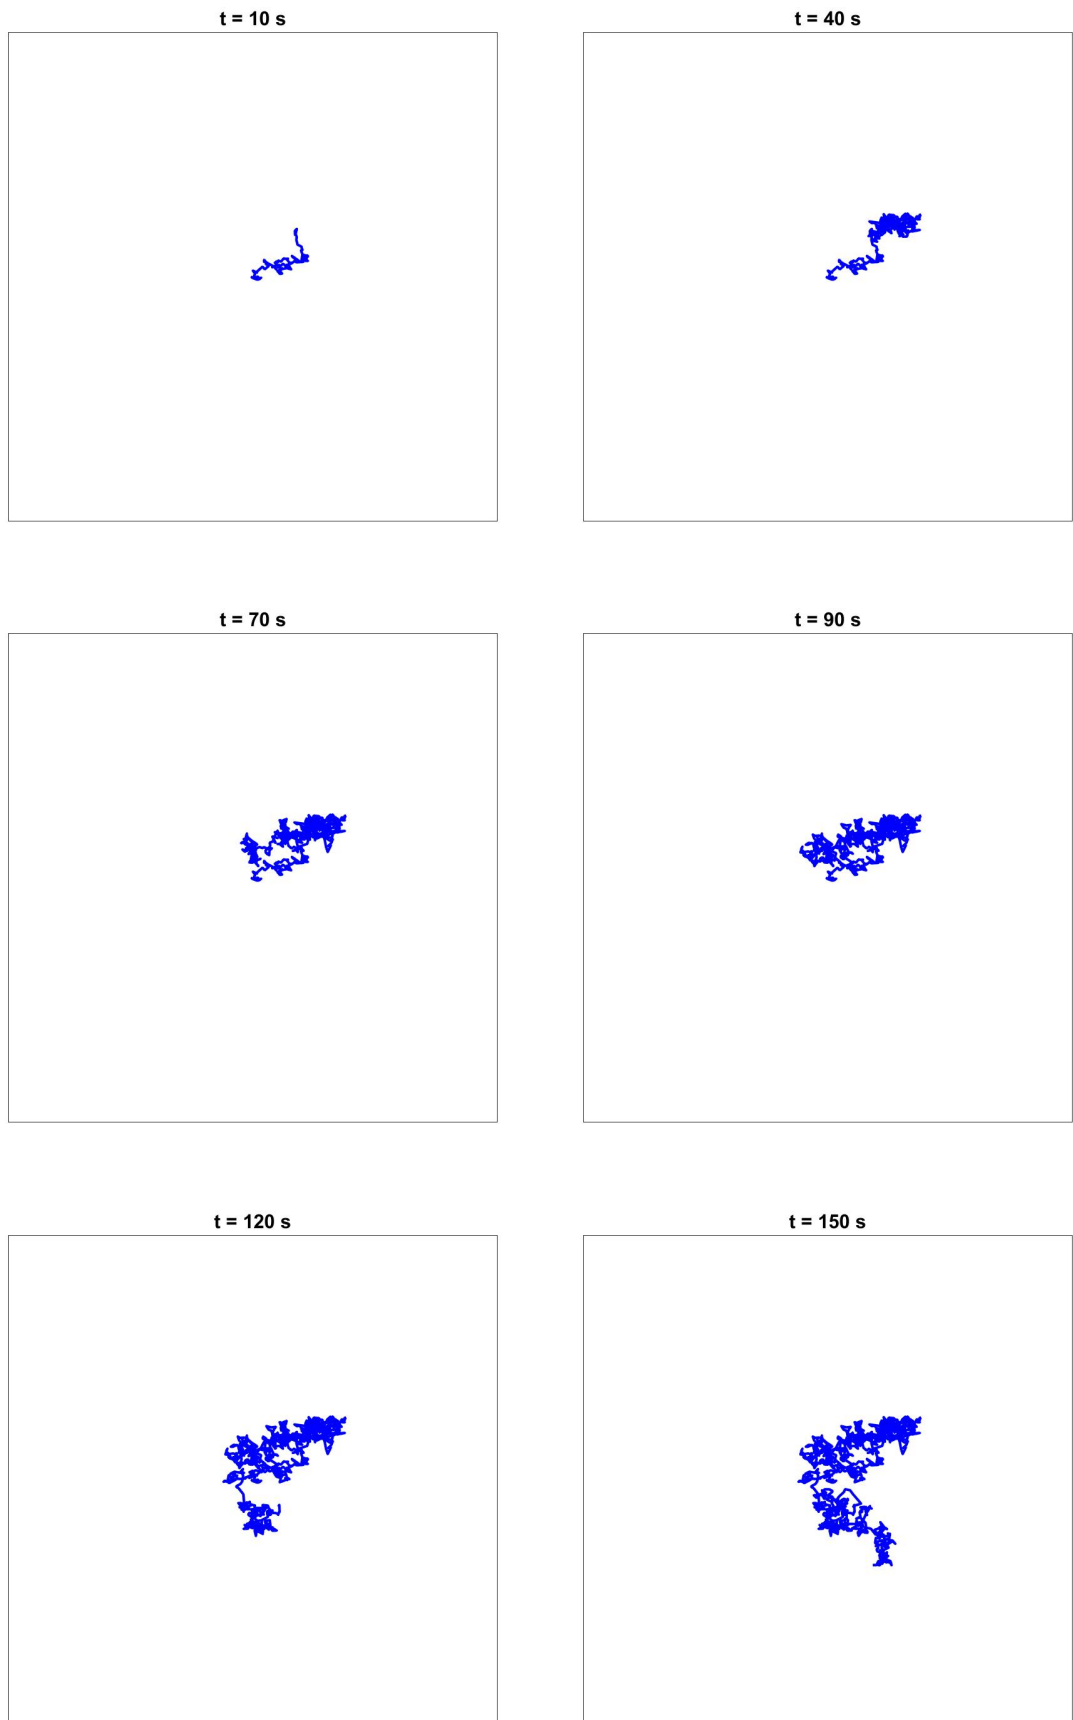 t = 10 s
t = 40 s
t = 70 s
t = 90 s
t = 120 s
t = 150 s